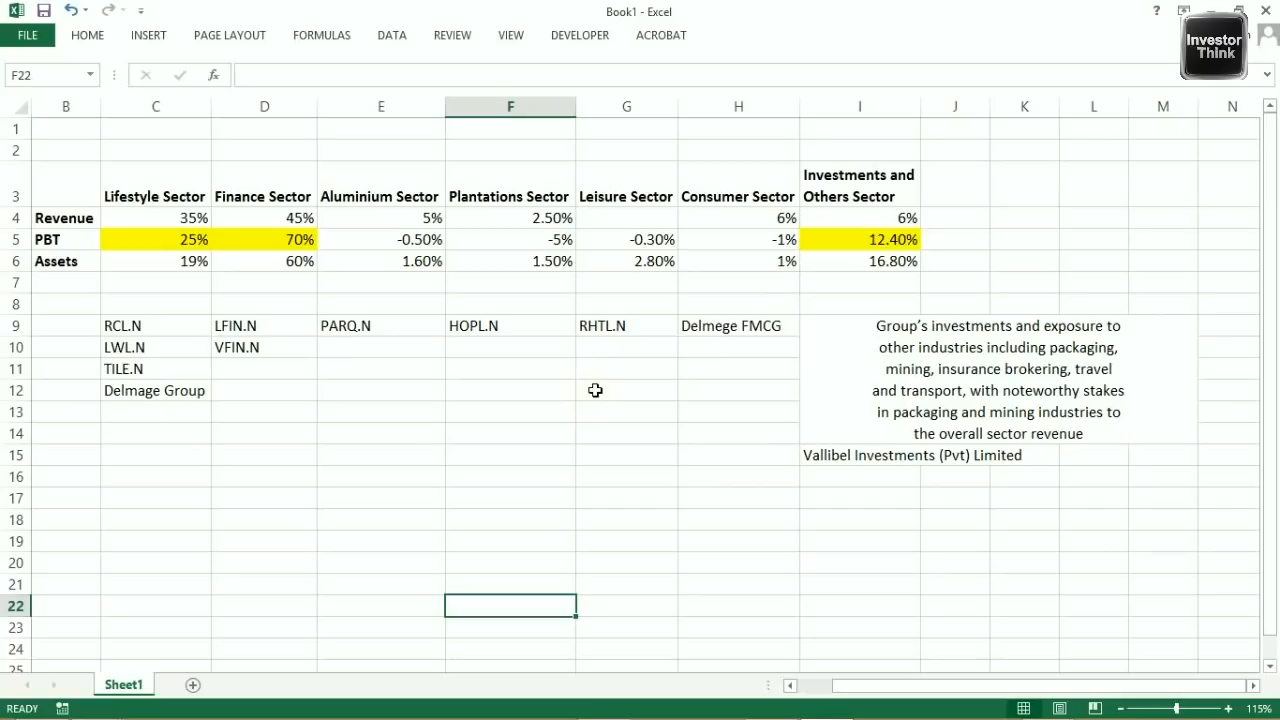 Book1 - Excel
?
FILE HOME INSERT PAGE LAYOUT FORMULAS DATA REVIEW VIEW DEVELOPER ACROBAT
Investor
Think
F22 fx
B C D E F G H I J K L M N
1
2
3 Lifestyle Sector Finance Sector Aluminium Sector Plantations Sector Leisure Sector Consumer Sector Investments and
Others Sector
4 Revenue 35% 45% 5% 2.50% 6% 6%
5 PBT 25% 70% -0.50% -5% -0.30% -1% 12.40%
6 Assets 19% 60% 1.60% 1.50% 2.80% 1% 16.80%
7
8
9 RCL.N LFIN.N PARQ.N HOPL.N RHTL.N Delmege FMCG Group's investments and exposure to
10 LWL.N VFIN.N other industries including packaging,
11 TILE.N mining, insurance brokering, travel
12 Delmage Group and transport, with noteworthy stakes
13 in packaging and mining industries to
14 the overall sector revenue
15 Vallibel Investments (Pvt) Limited
16
17
18
19
20
21
22
23
24
25
Sheet1
READY 115%